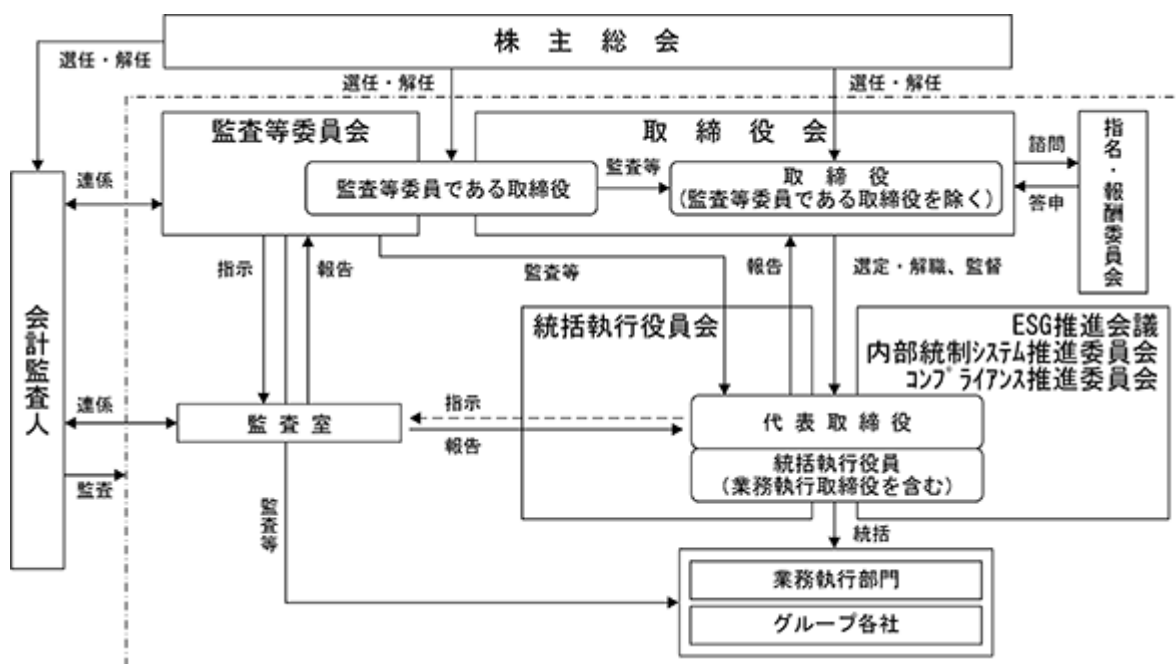 株主総会
選任・解任
選任・解任
選任・解任
監査等委員会
取締役会
指名・報酬委員会
諮問
答申
連係
監査等委員である取締役
監査等
取締役
(監査等委員である取締役を除く)
指示
報告
監査等
報告
選定・解職、監督
会計監査人
統括執行役員会
ESG推進会議
内部統制システム推進委員会
コンプライアンス推進委員会
連係
監査室
指示
報告
代表取締役
統括執行役員
(業務執行取締役を含む)
監査
監査等
統括
業務執行部門
グループ各社